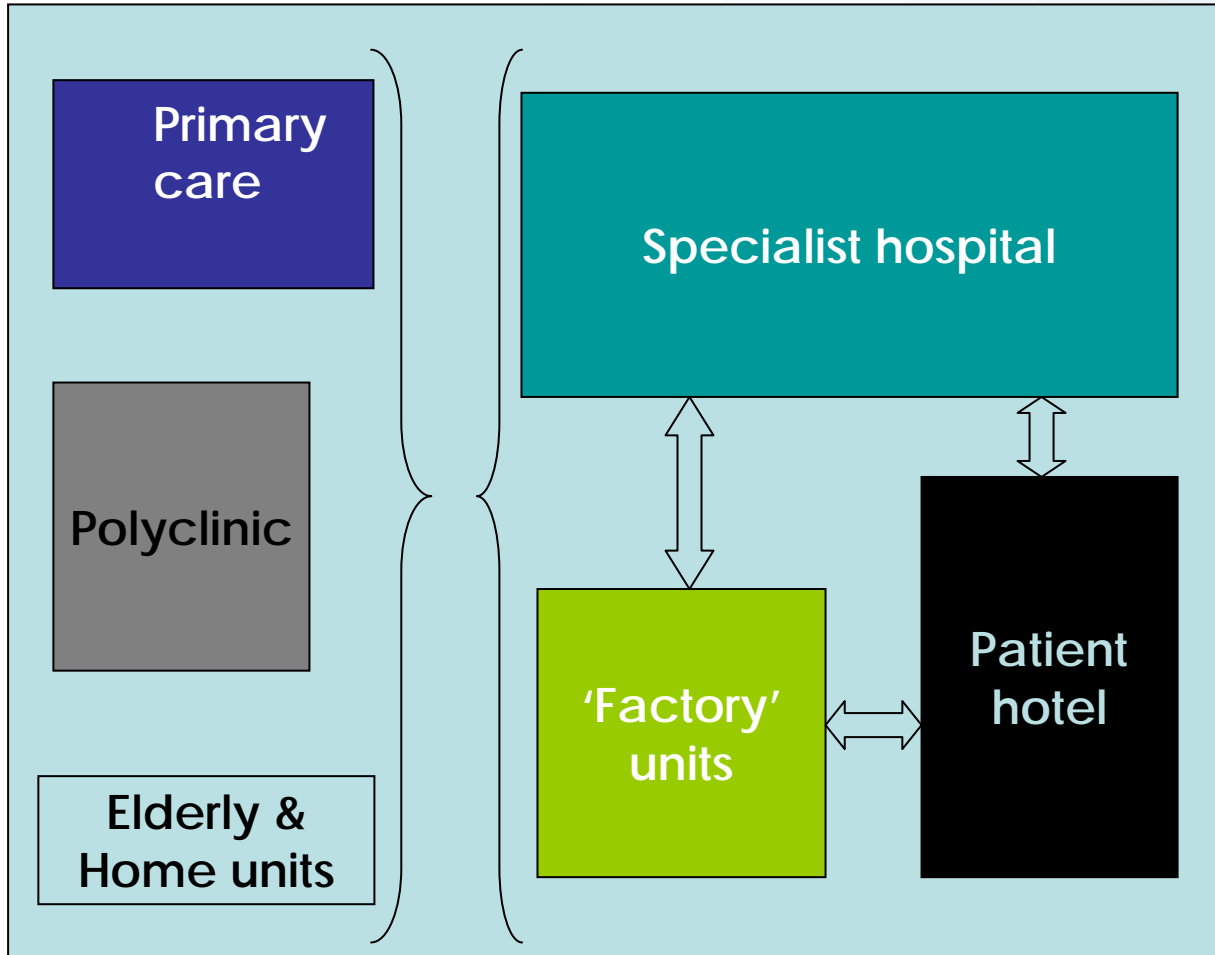 Primary
care
Specialist hospital
Polyclinic
‘Factory’
units
Patient
hotel
Elderly &
Home units